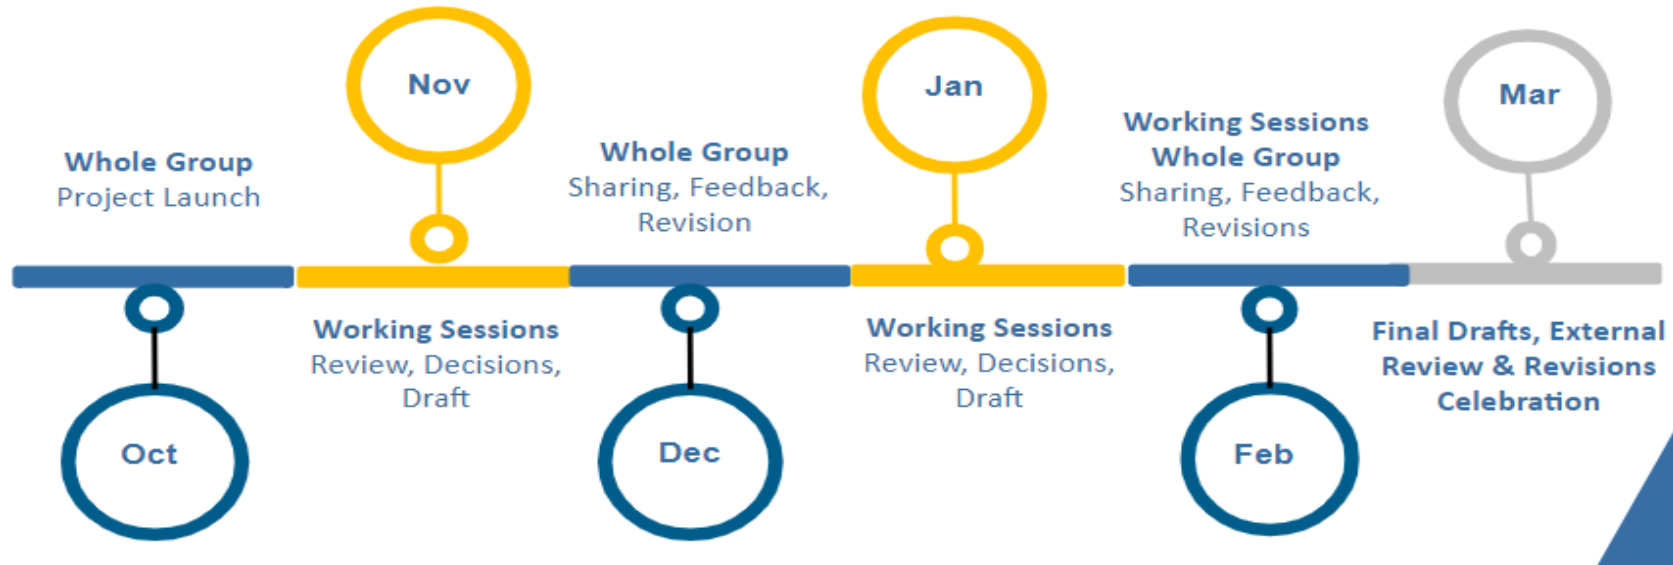 Whole Group
Project Launch
Oct
Nov
Working Sessions
Review, Decisions,
Draft
Whole Group
Sharing, Feedback,
Revision
Dec
Jan
Working Sessions
Review, Decisions,
Draft
Working Sessions
Whole Group
Sharing, Feedback,
Revisions
Feb
Mar
Final Drafts, External
Review & Revisions
Celebration